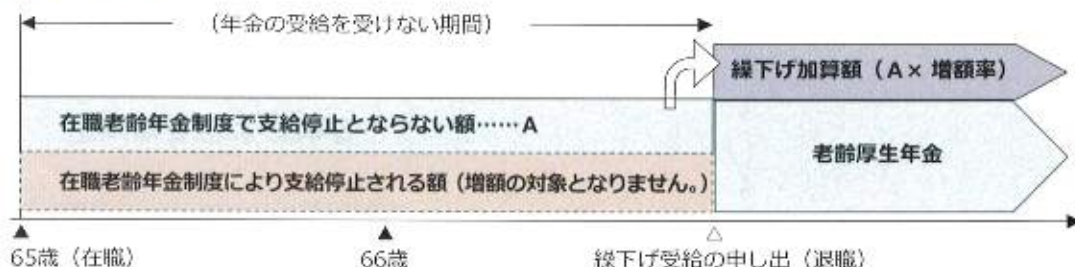 (年金の受給を受けない期間)
繰下げ加算額(A× 増額率)
在職老齢年金制度で支給停止とならない額……A
老齢厚生年金
在職老齢年金制度により支給停止される額(増額の対象となりません。)
65歳(在職)
66歳
繰下げ受給の申し出(退職)